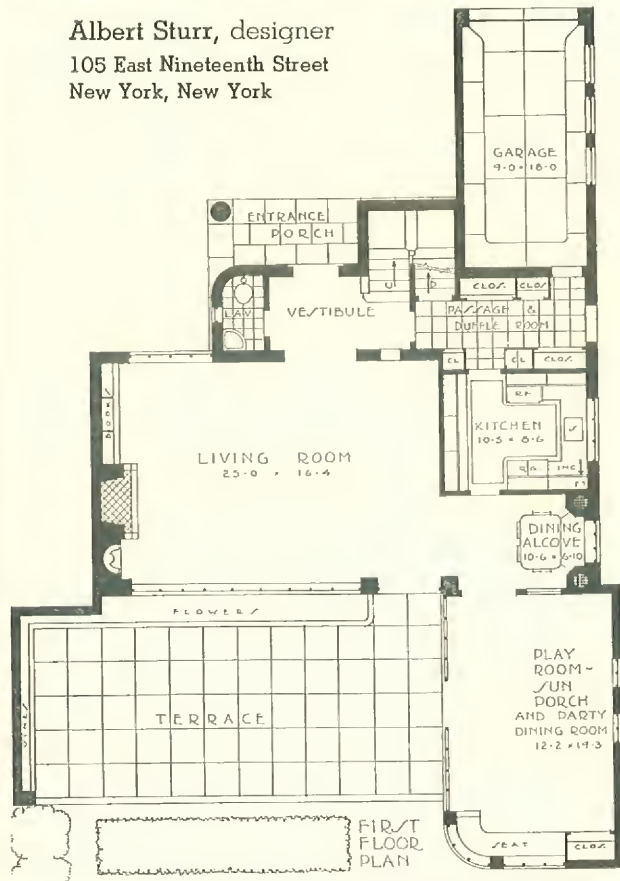 Albert Sturr, designer
105 East Nineteenth Street
New York, New York
GARAGE
9-0 × 18-0
ENTRANCE
PORCH
U
D
CLOS.
CLOS.
LAV.
VESTIBULE
PASSAGE &
DUFFLE ROOM
CL
CL
CLOS.
BOOKS
RF
KITCHEN
10-5 × 8-6
S
LIVING ROOM
25-0 × 16-4
INC
DINING
ALCOVE
10-6 × 6-10
FLOWERS
PLAY
ROOM~
SUN
PORCH
AND PARTY
DINING ROOM
12-2 × 19-3
TERRACE
VINES
FIRST
FLOOR
PLAN
SEAT
CLOS.